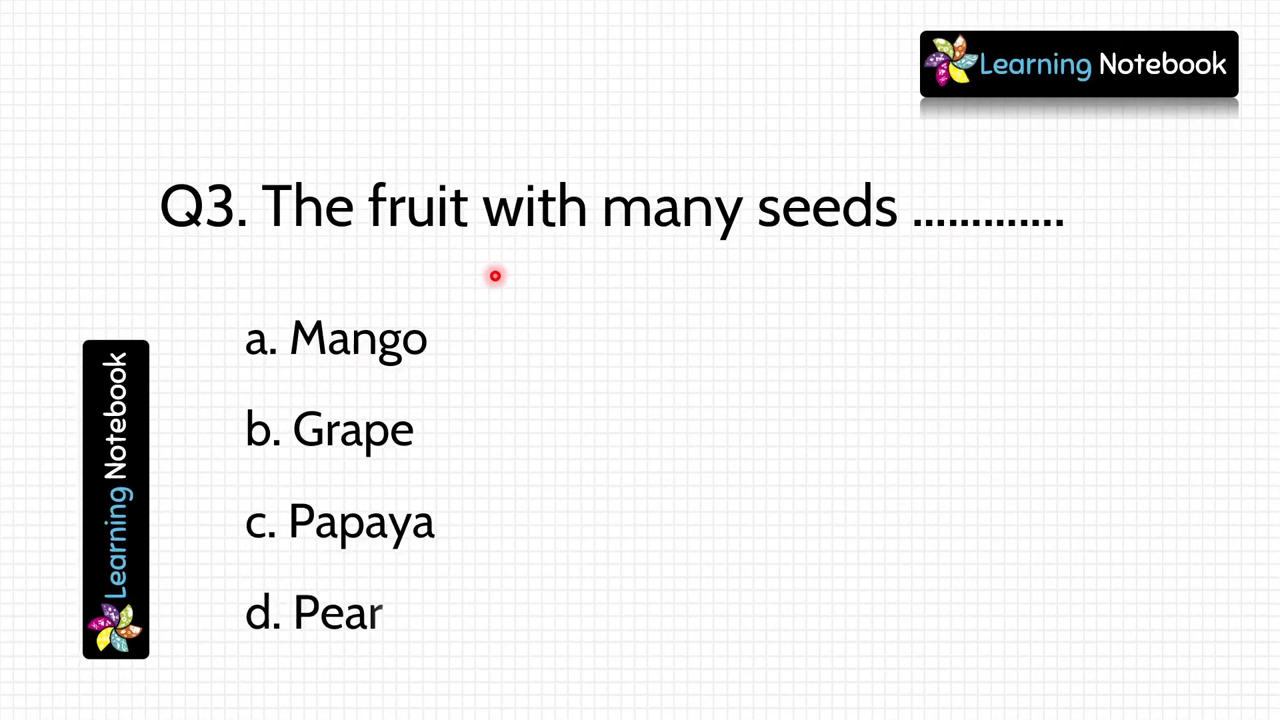 Learning Notebook
Q3. The fruit with many seeds .............
a. Mango
b. Grape
c. Papaya
d. Pear
Learning Notebook